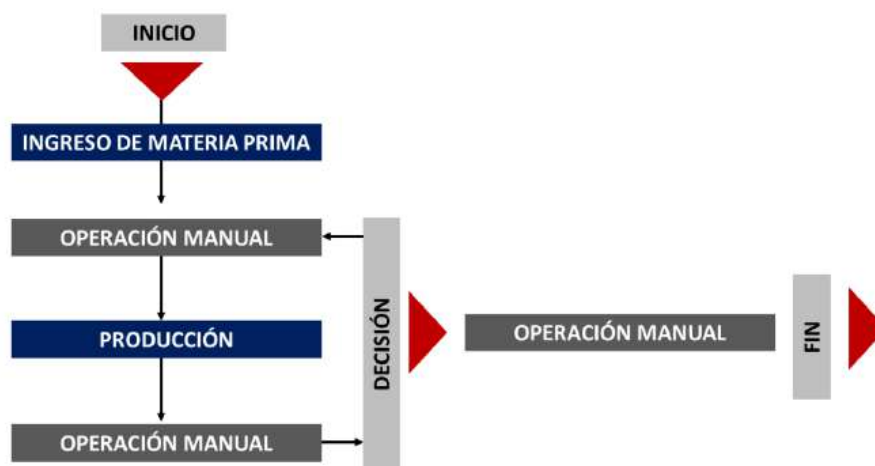 INICIO
INGRESO DE MATERIA PRIMA
OPERACIÓN MANUAL
PRODUCCIÓN
OPERACIÓN MANUAL
DECISIÓN
OPERACIÓN MANUAL
FIN